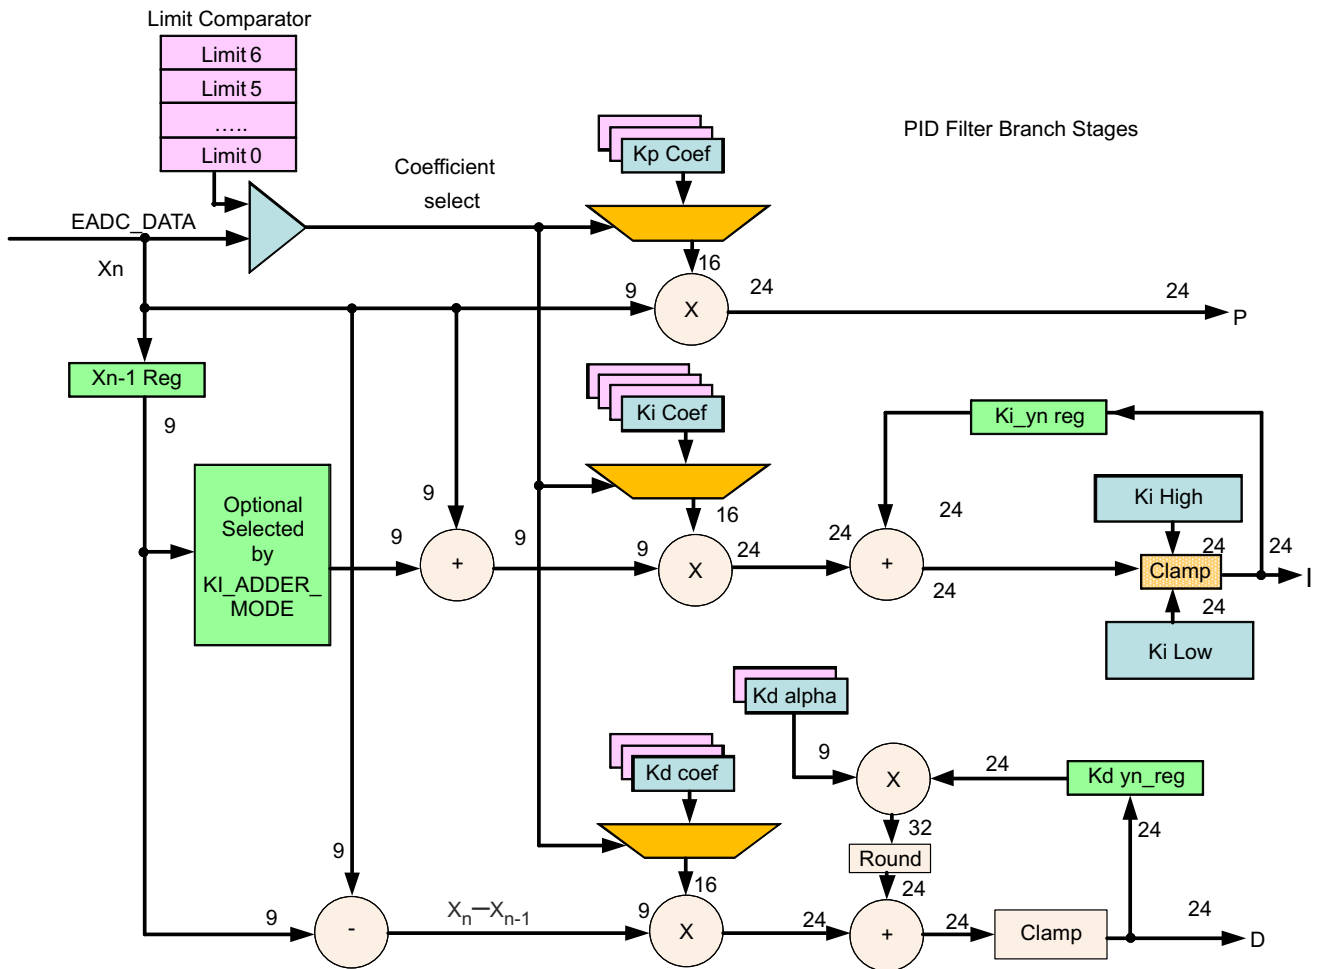 Limit Comparator
Limit 6
Limit 5
.....
Limit 0
PID Filter Branch Stages
Kp Coef
Coefficient
select
EADC_DATA
Xn
16
9
24
24
X
P
Xn-1 Reg
9
Ki Coef
Ki_yn reg
Optional
Selected
by
KI_ADDER_
MODE
9
9
+
9
16
9
X
24
24
+
24
24
Ki High
24
Clamp
24
24
I
Ki Low
Kd alpha
9
X
24
Kd yn_reg
Kd coef
32
24
Round
9
16
24
9
-
Xn—Xn-1
9
X
24
+
24
Clamp
24
D